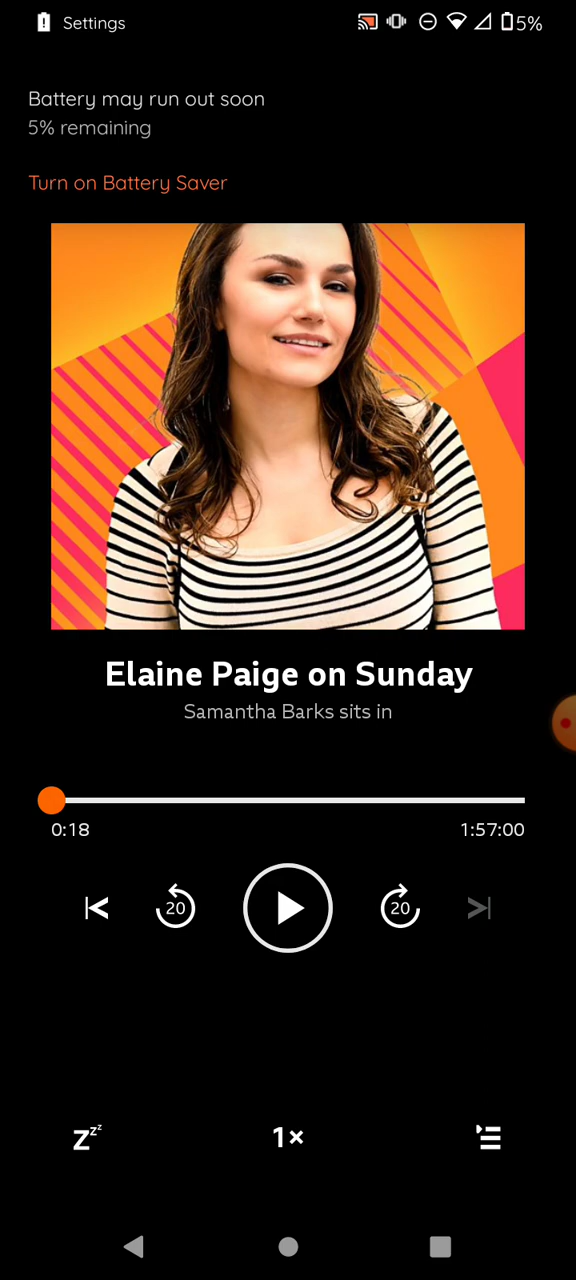 Settings
5%
Battery may run out soon
5% remaining
Turn on Battery Saver
Elaine Paige on Sunday
Samantha Barks sits in
0:18
1:57:00
20
20
Zzz
1×